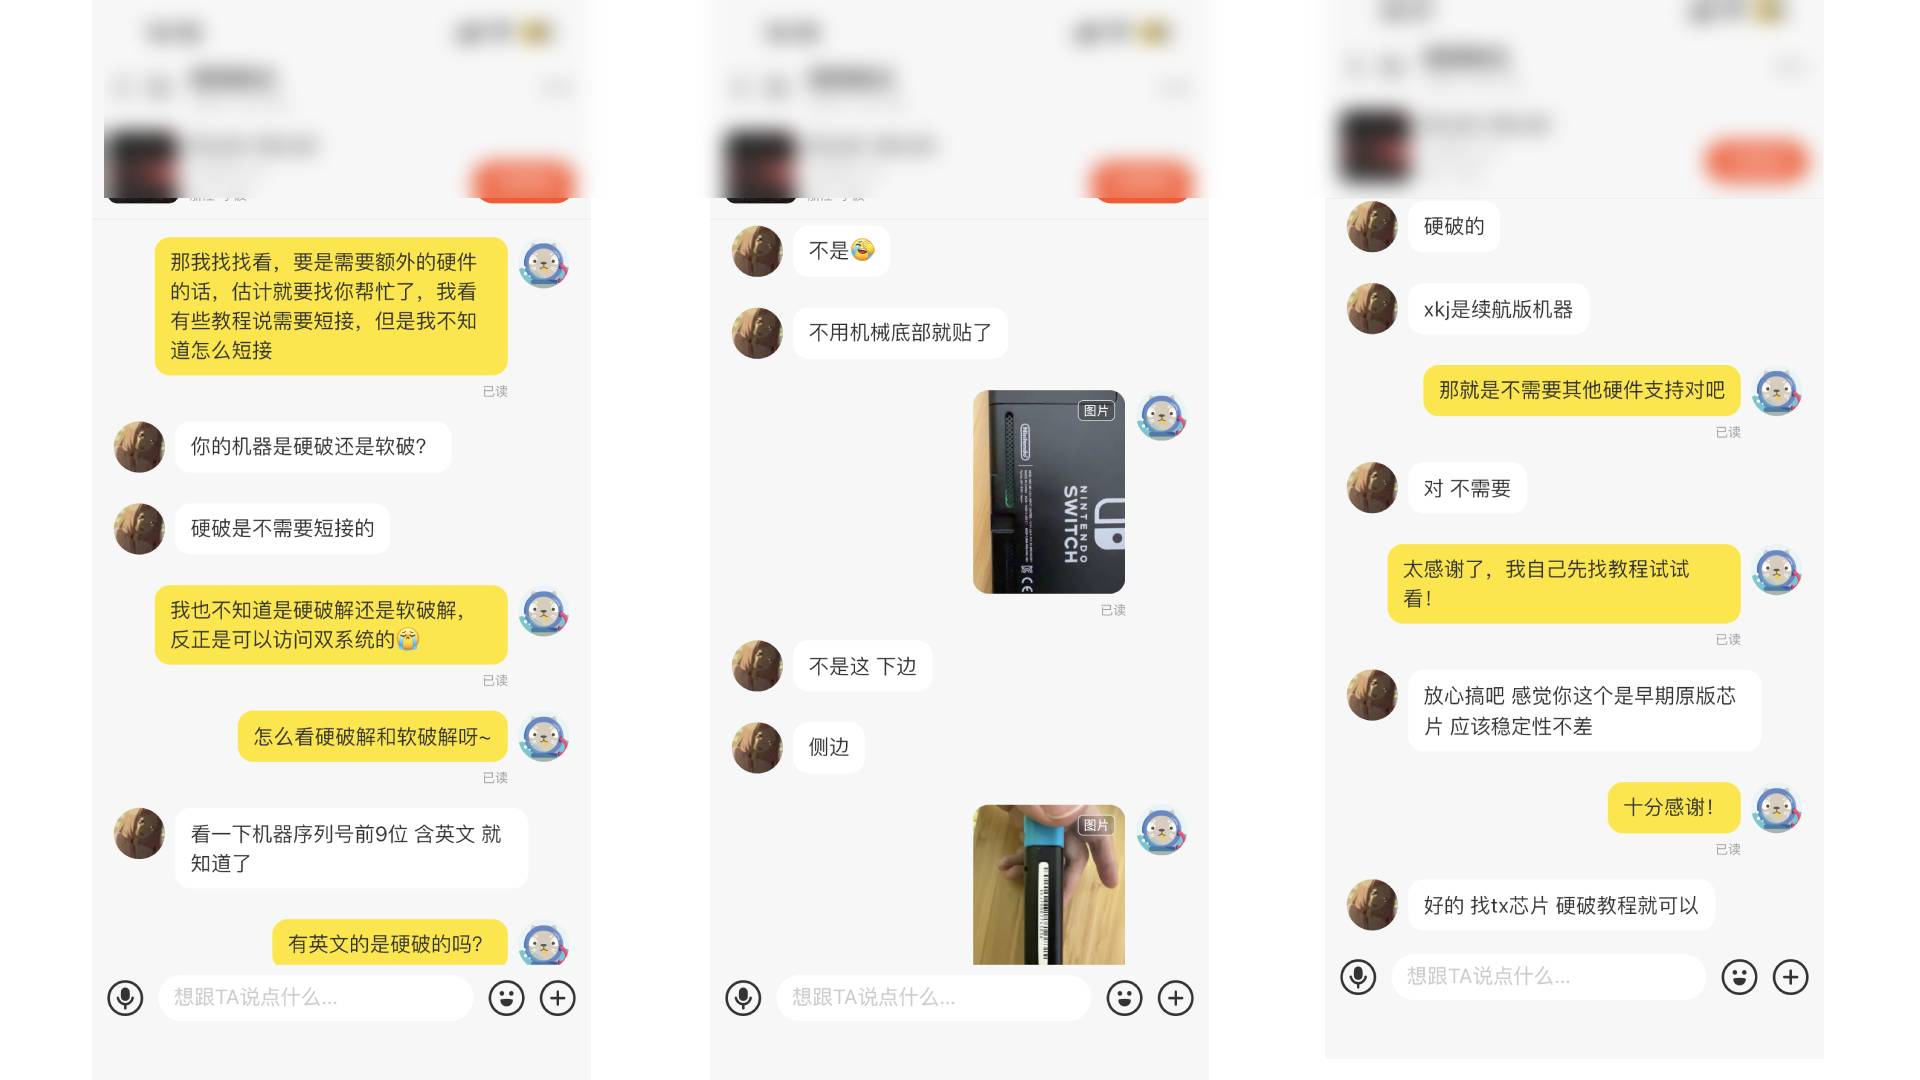 那我找找看，要是需要额外的硬件
的话，估计就要找你帮忙了，我看
有些教程说需要短接，但是我不知
道怎么短接
已读
你的机器是硬破还是软破？
硬破是不需要短接的
我也不知道是硬破解还是软破解，
反正是可以访问双系统的
已读
怎么看硬破解和软破解呀~
已读
看一下机器序列号前9位 含英文 就
知道了
有英文的是硬破的吗？
想跟TA说点什么...
不是
不用机械底部就贴了
图片
Nintendo
NINTENDO
SWITCH
已读
不是这 下边
侧边
图片
想跟TA说点什么...
硬破的
xkj是续航版机器
那就是不需要其他硬件支持对吧
已读
对 不需要
太感谢了，我自己先找教程试试
看！
已读
放心搞吧 感觉你这个是早期原版芯
片 应该稳定性不差
十分感谢！
已读
好的 找tx芯片 硬破教程就可以
想跟TA说点什么...